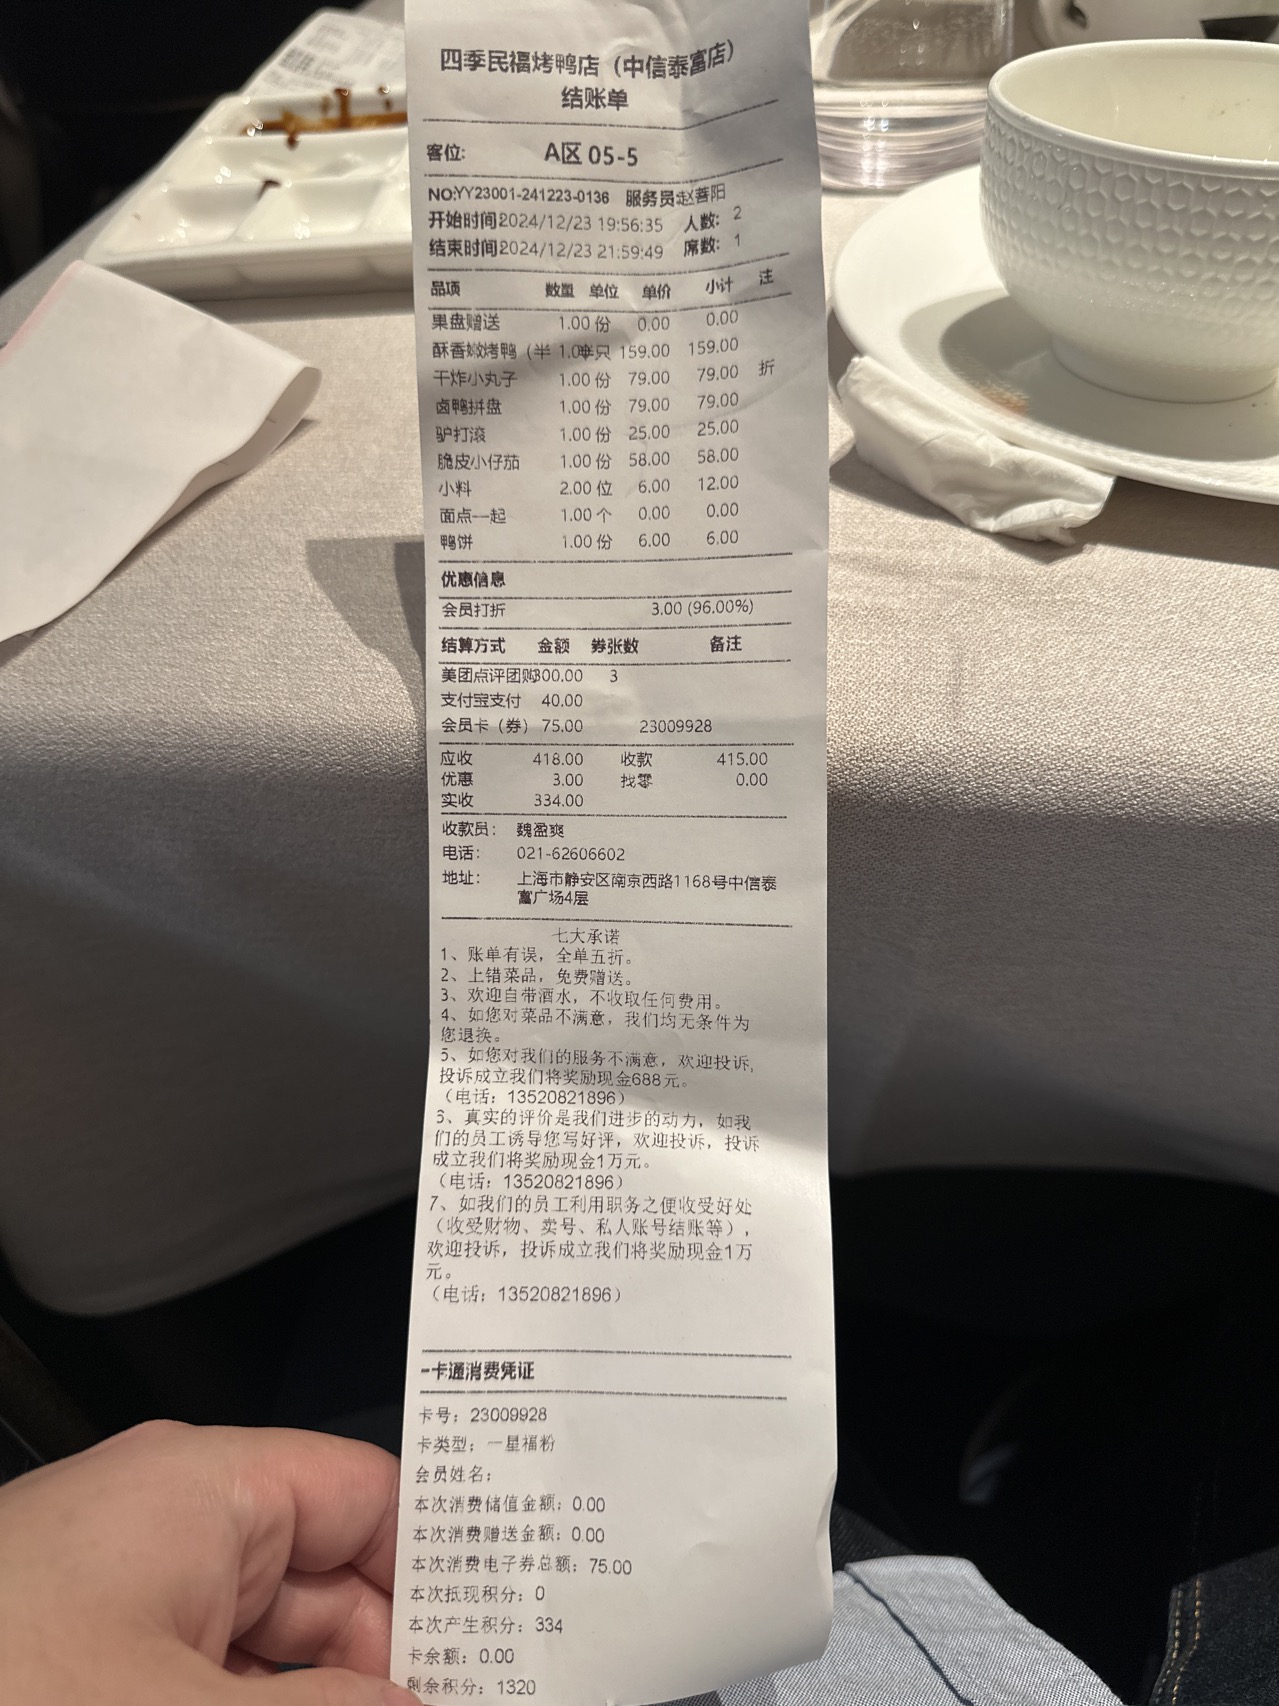 四季民福烤鸭店（中信泰富店）
结账单
客位: A区 05-5
NO:YY23001-241223-0136 服务员:赵蓍阳
开始时间2024/12/23 19:56:35 人数: 2
结束时间2024/12/23 21:59:49 席数: 1
品项 数量 单位 单价 小计 注
果盘赠送 1.00 份 0.00 0.00
酥香嫩烤鸭（半 1.00半只 159.00 159.00
干炸小丸子 1.00 份 79.00 79.00 折
卤鸭拼盘 1.00 份 79.00 79.00
驴打滚 1.00 份 25.00 25.00
脆皮小仔茄 1.00 份 58.00 58.00
小料 2.00 位 6.00 12.00
面点一起 1.00 个 0.00 0.00
鸭饼 1.00 份 6.00 6.00
优惠信息
会员打折 3.00 (96.00%)
结算方式 金额 券张数 备注
美团点评团购300.00 3
支付宝支付 40.00
会员卡（券） 75.00 23009928
应收 418.00 收款 415.00
优惠 3.00 找零 0.00
实收 334.00
收款员: 魏盈爽
电话: 021-62606602
地址: 上海市静安区南京西路1168号中信泰
富广场4层
七大承诺
1、账单有误，全单五折。
2、上错菜品，免费赠送。
3、欢迎自带酒水，不收取任何费用。
4、如您对菜品不满意，我们均无条件为
您退换。
5、如您对我们的服务不满意，欢迎投诉，
投诉成立我们将奖励现金688元。
（电话：13520821896）
3、真实的评价是我们进步的动力，如我
们的员工诱导您写好评，欢迎投诉，投诉
成立我们将奖励现金1万元。
（电话：13520821896）
7、如我们的员工利用职务之便收受好处
（收受财物、卖号、私人账号结账等），
欢迎投诉，投诉成立我们将奖励现金1万
元。
（电话：13520821896）
一卡通消费凭证
卡号：23009928
卡类型：一星福粉
会员姓名：
本次消费储值金额：0.00
本次消费赠送金额：0.00
本次消费电子券总额：75.00
本次抵现积分：0
本次产生积分：334
卡余额：0.00
剩余积分：1320